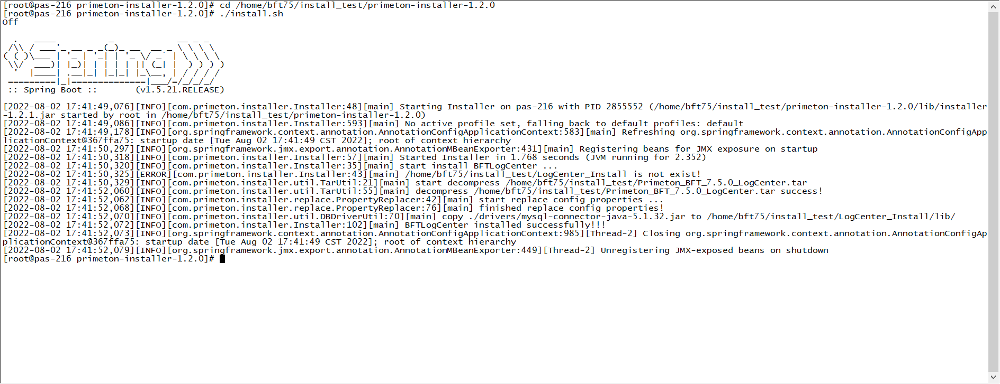 [root@pas-216 primeton-installer-1.2.0]# cd /home/bft75/install_test/primeton-installer-1.2.0
[root@pas-216 primeton-installer-1.2.0]# ./install.sh
Off
  .   ____          _            __ _ _
 /\\ / ___'_ __ _ _(_)_ __  __ _ \ \ \ \
( ( )\___ | '_ | '_| | '_ \/ _` | \ \ \ \
 \\/  ___)| |_)| | | | | || (_| |  ) ) ) )
  '  |____| .__|_| |_|_| |_\__, | / / / /
 =========|_|==============|___/=/_/_/_/
 :: Spring Boot ::       (v1.5.21.RELEASE)
[2022-08-02 17:41:49,076][INFO][com.primeton.installer.Installer:48][main] Starting Installer on pas-216 with PID 2855552 (/home/bft75/install_test/primeton-installer-1.2.0/lib/installer
-1.2.1.jar started by root in /home/bft75/install_test/primeton-installer-1.2.0)
[2022-08-02 17:41:49,086][INFO][com.primeton.installer.Installer:593][main] No active profile set, falling back to default profiles: default
[2022-08-02 17:41:49,178][INFO][org.springframework.context.annotation.AnnotationConfigApplicationContext:583][main] Refreshing org.springframework.context.annotation.AnnotationConfigApp
licationContext@367ffa75: startup date [Tue Aug 02 17:41:49 CST 2022]; root of context hierarchy
[2022-08-02 17:41:50,297][INFO][org.springframework.jmx.export.annotation.AnnotationMBeanExporter:431][main] Registering beans for JMX exposure on startup
[2022-08-02 17:41:50,318][INFO][com.primeton.installer.Installer:57][main] Started Installer in 1.768 seconds (JVM running for 2.352)
[2022-08-02 17:41:50,320][INFO][com.primeton.installer.Installer:35][main] start install BFTLogCenter ...
[2022-08-02 17:41:50,325][ERROR][com.primeton.installer.Installer:43][main] /home/bft75/install_test/LogCenter_Install is not exist!
[2022-08-02 17:41:50,329][INFO][com.primeton.installer.util.TarUtil:21][main] start decompress /home/bft75/install_test/Primeton_BFT_7.5.0_LogCenter.tar
[2022-08-02 17:41:52,060][INFO][com.primeton.installer.util.TarUtil:55][main] decompress /home/bft75/install_test/Primeton_BFT_7.5.0_LogCenter.tar success!
[2022-08-02 17:41:52,062][INFO][com.primeton.installer.replace.PropertyReplacer:42][main] start replace config properties ...
[2022-08-02 17:41:52,068][INFO][com.primeton.installer.replace.PropertyReplacer:76][main] finished replace config properties!
[2022-08-02 17:41:52,070][INFO][com.primeton.installer.util.DBDriverUtil:70][main] copy ./drivers/mysql-connector-java-5.1.32.jar to /home/bft75/install_test/LogCenter_Install/lib/
[2022-08-02 17:41:52,072][INFO][com.primeton.installer.Installer:102][main] BFTLogCenter installed successfully!!!
[2022-08-02 17:41:52,073][INFO][org.springframework.context.annotation.AnnotationConfigApplicationContext:985][Thread-2] Closing org.springframework.context.annotation.AnnotationConfigAp
plicationContext@367ffa75: startup date [Tue Aug 02 17:41:49 CST 2022]; root of context hierarchy
[2022-08-02 17:41:52,079][INFO][org.springframework.jmx.export.annotation.AnnotationMBeanExporter:449][Thread-2] Unregistering JMX-exposed beans on shutdown
[root@pas-216 primeton-installer-1.2.0]#